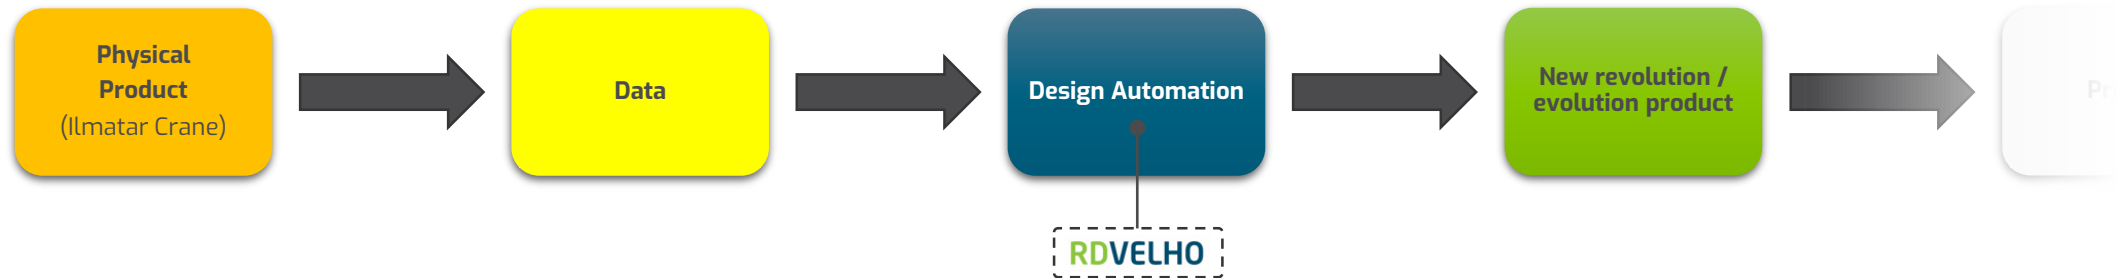 Physical
Product
(Ilmatar Crane)
Data
Design Automation
New revolution /
evolution product
RDVELHO